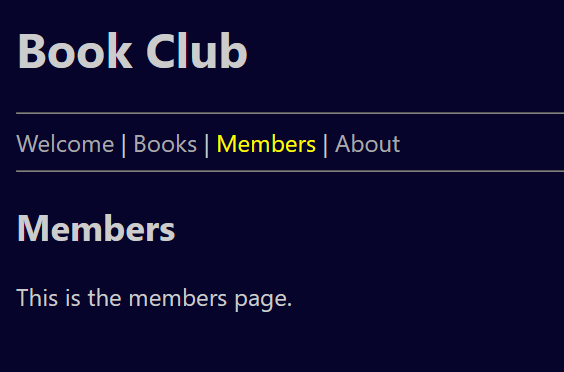 Book Club
Welcome | Books | Members | About
Members
This is the members page.